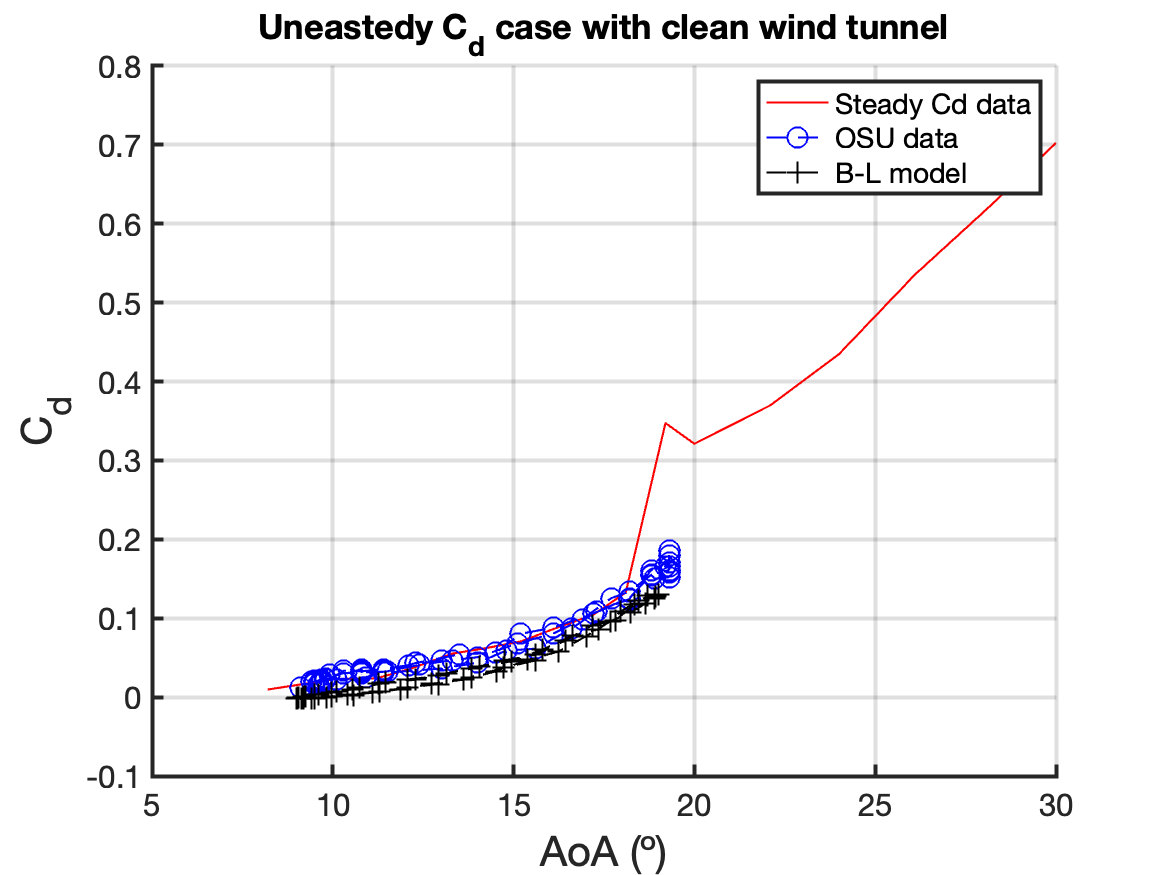 Uneastedy Cd case with clean wind tunnel
0.8
0.7
0.6
0.5
0.4
0.3
0.2
0.1
0
-0.1
Cd
Steady Cd data
OSU data
B-L model
5 10 15 20 25 30
AoA (º)